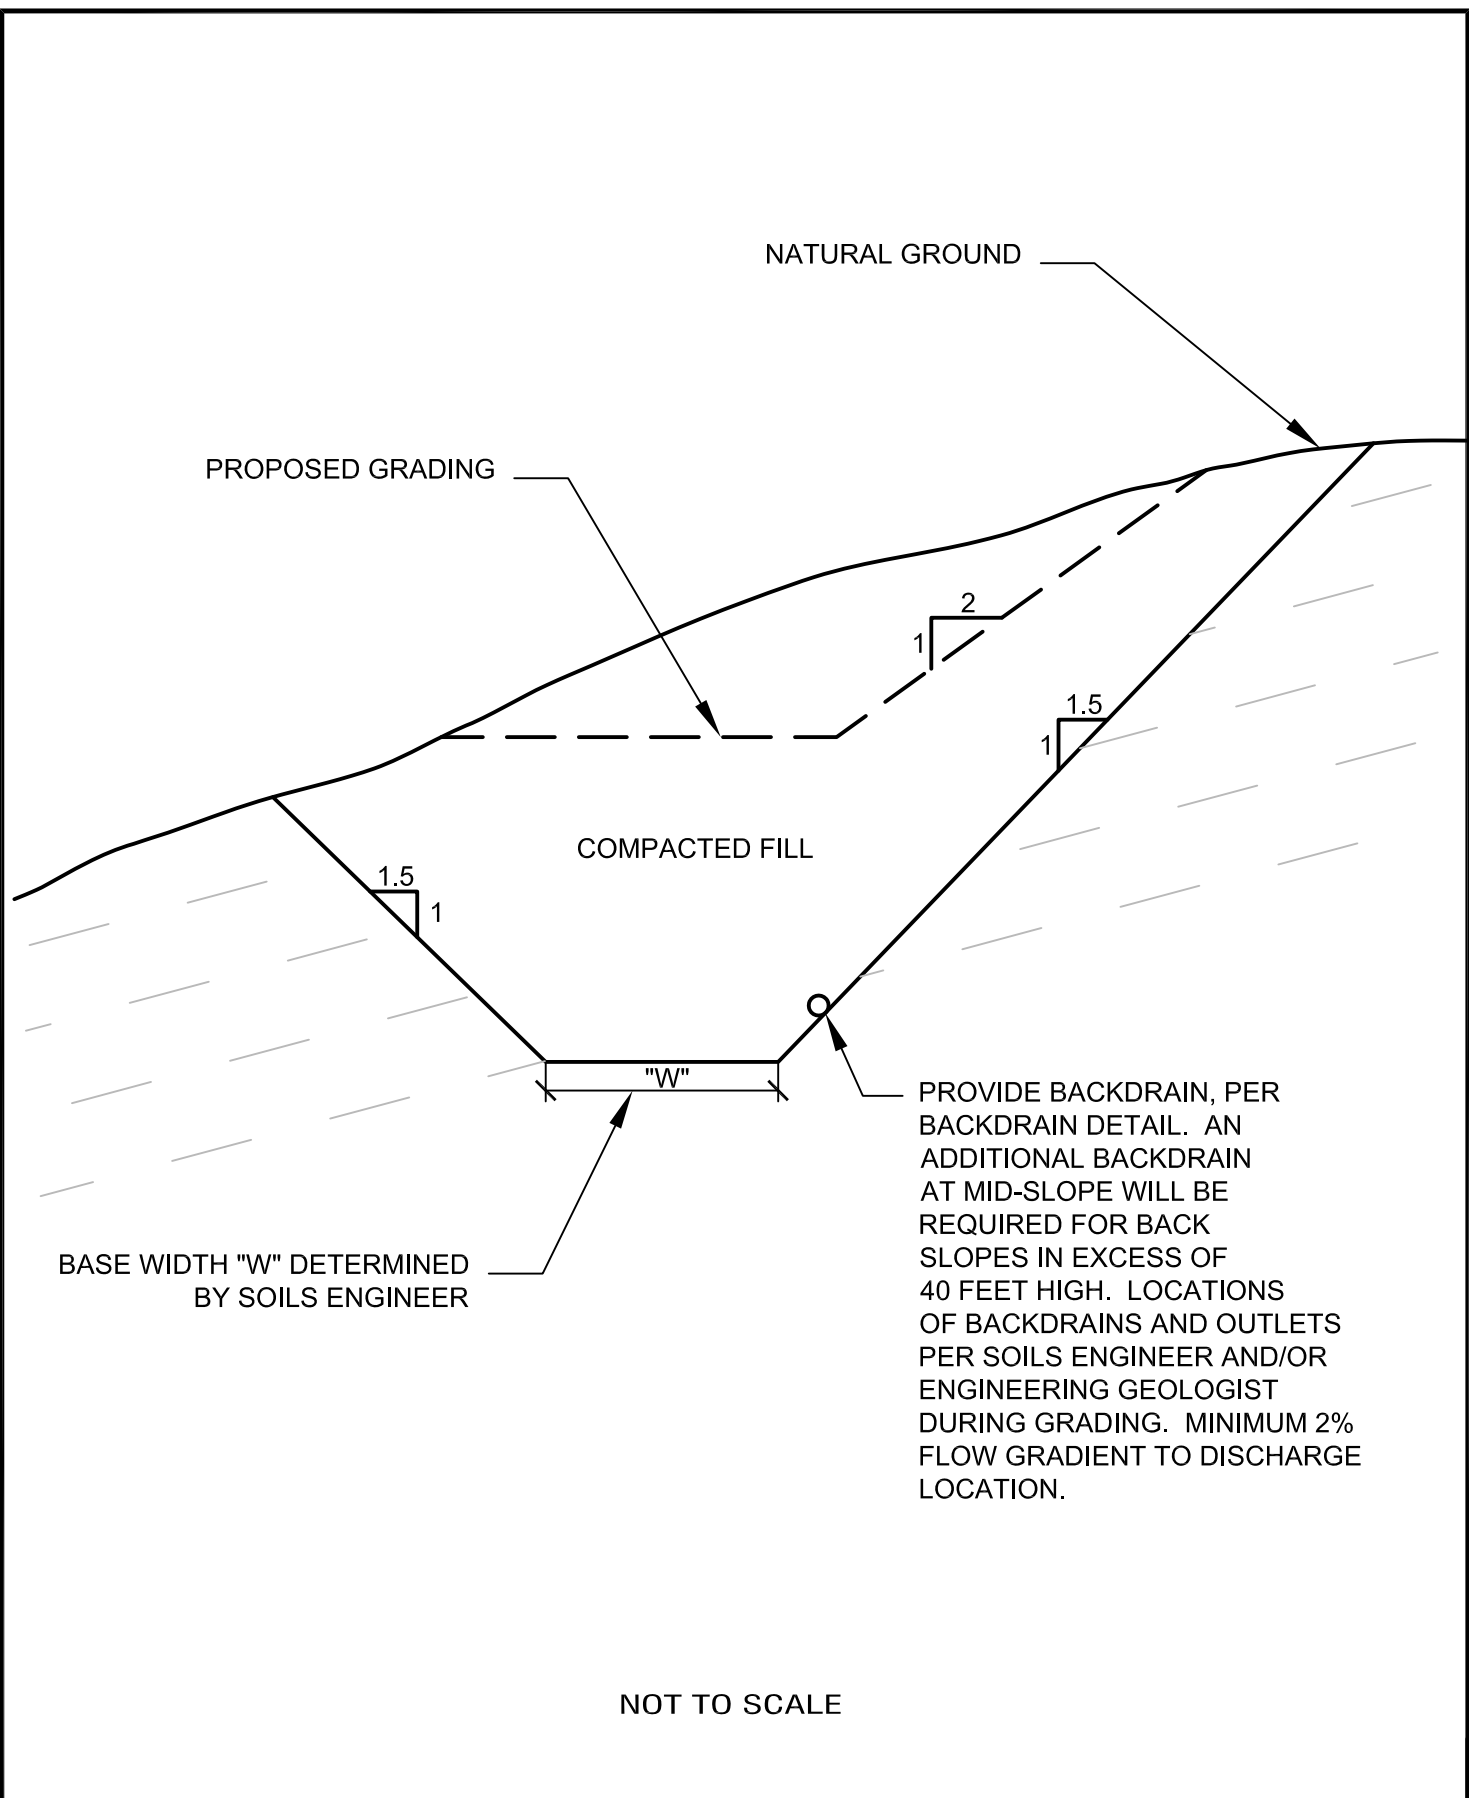 NATURAL GROUND
PROPOSED GRADING
2
1
1.5
1
COMPACTED FILL
1.5
1
"W"
PROVIDE BACKDRAIN, PER
BACKDRAIN DETAIL. AN
ADDITIONAL BACKDRAIN
AT MID-SLOPE WILL BE
REQUIRED FOR BACK
SLOPES IN EXCESS OF
40 FEET HIGH. LOCATIONS
OF BACKDRAINS AND OUTLETS
PER SOILS ENGINEER AND/OR
ENGINEERING GEOLOGIST
DURING GRADING. MINIMUM 2%
FLOW GRADIENT TO DISCHARGE
LOCATION.
BASE WIDTH "W" DETERMINED
BY SOILS ENGINEER
NOT TO SCALE